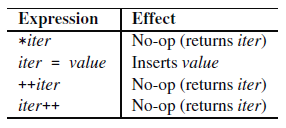 Expression Effect
*iter No-op (returns iter)
iter = value Inserts value
++iter No-op (returns iter)
iter++ No-op (returns iter)